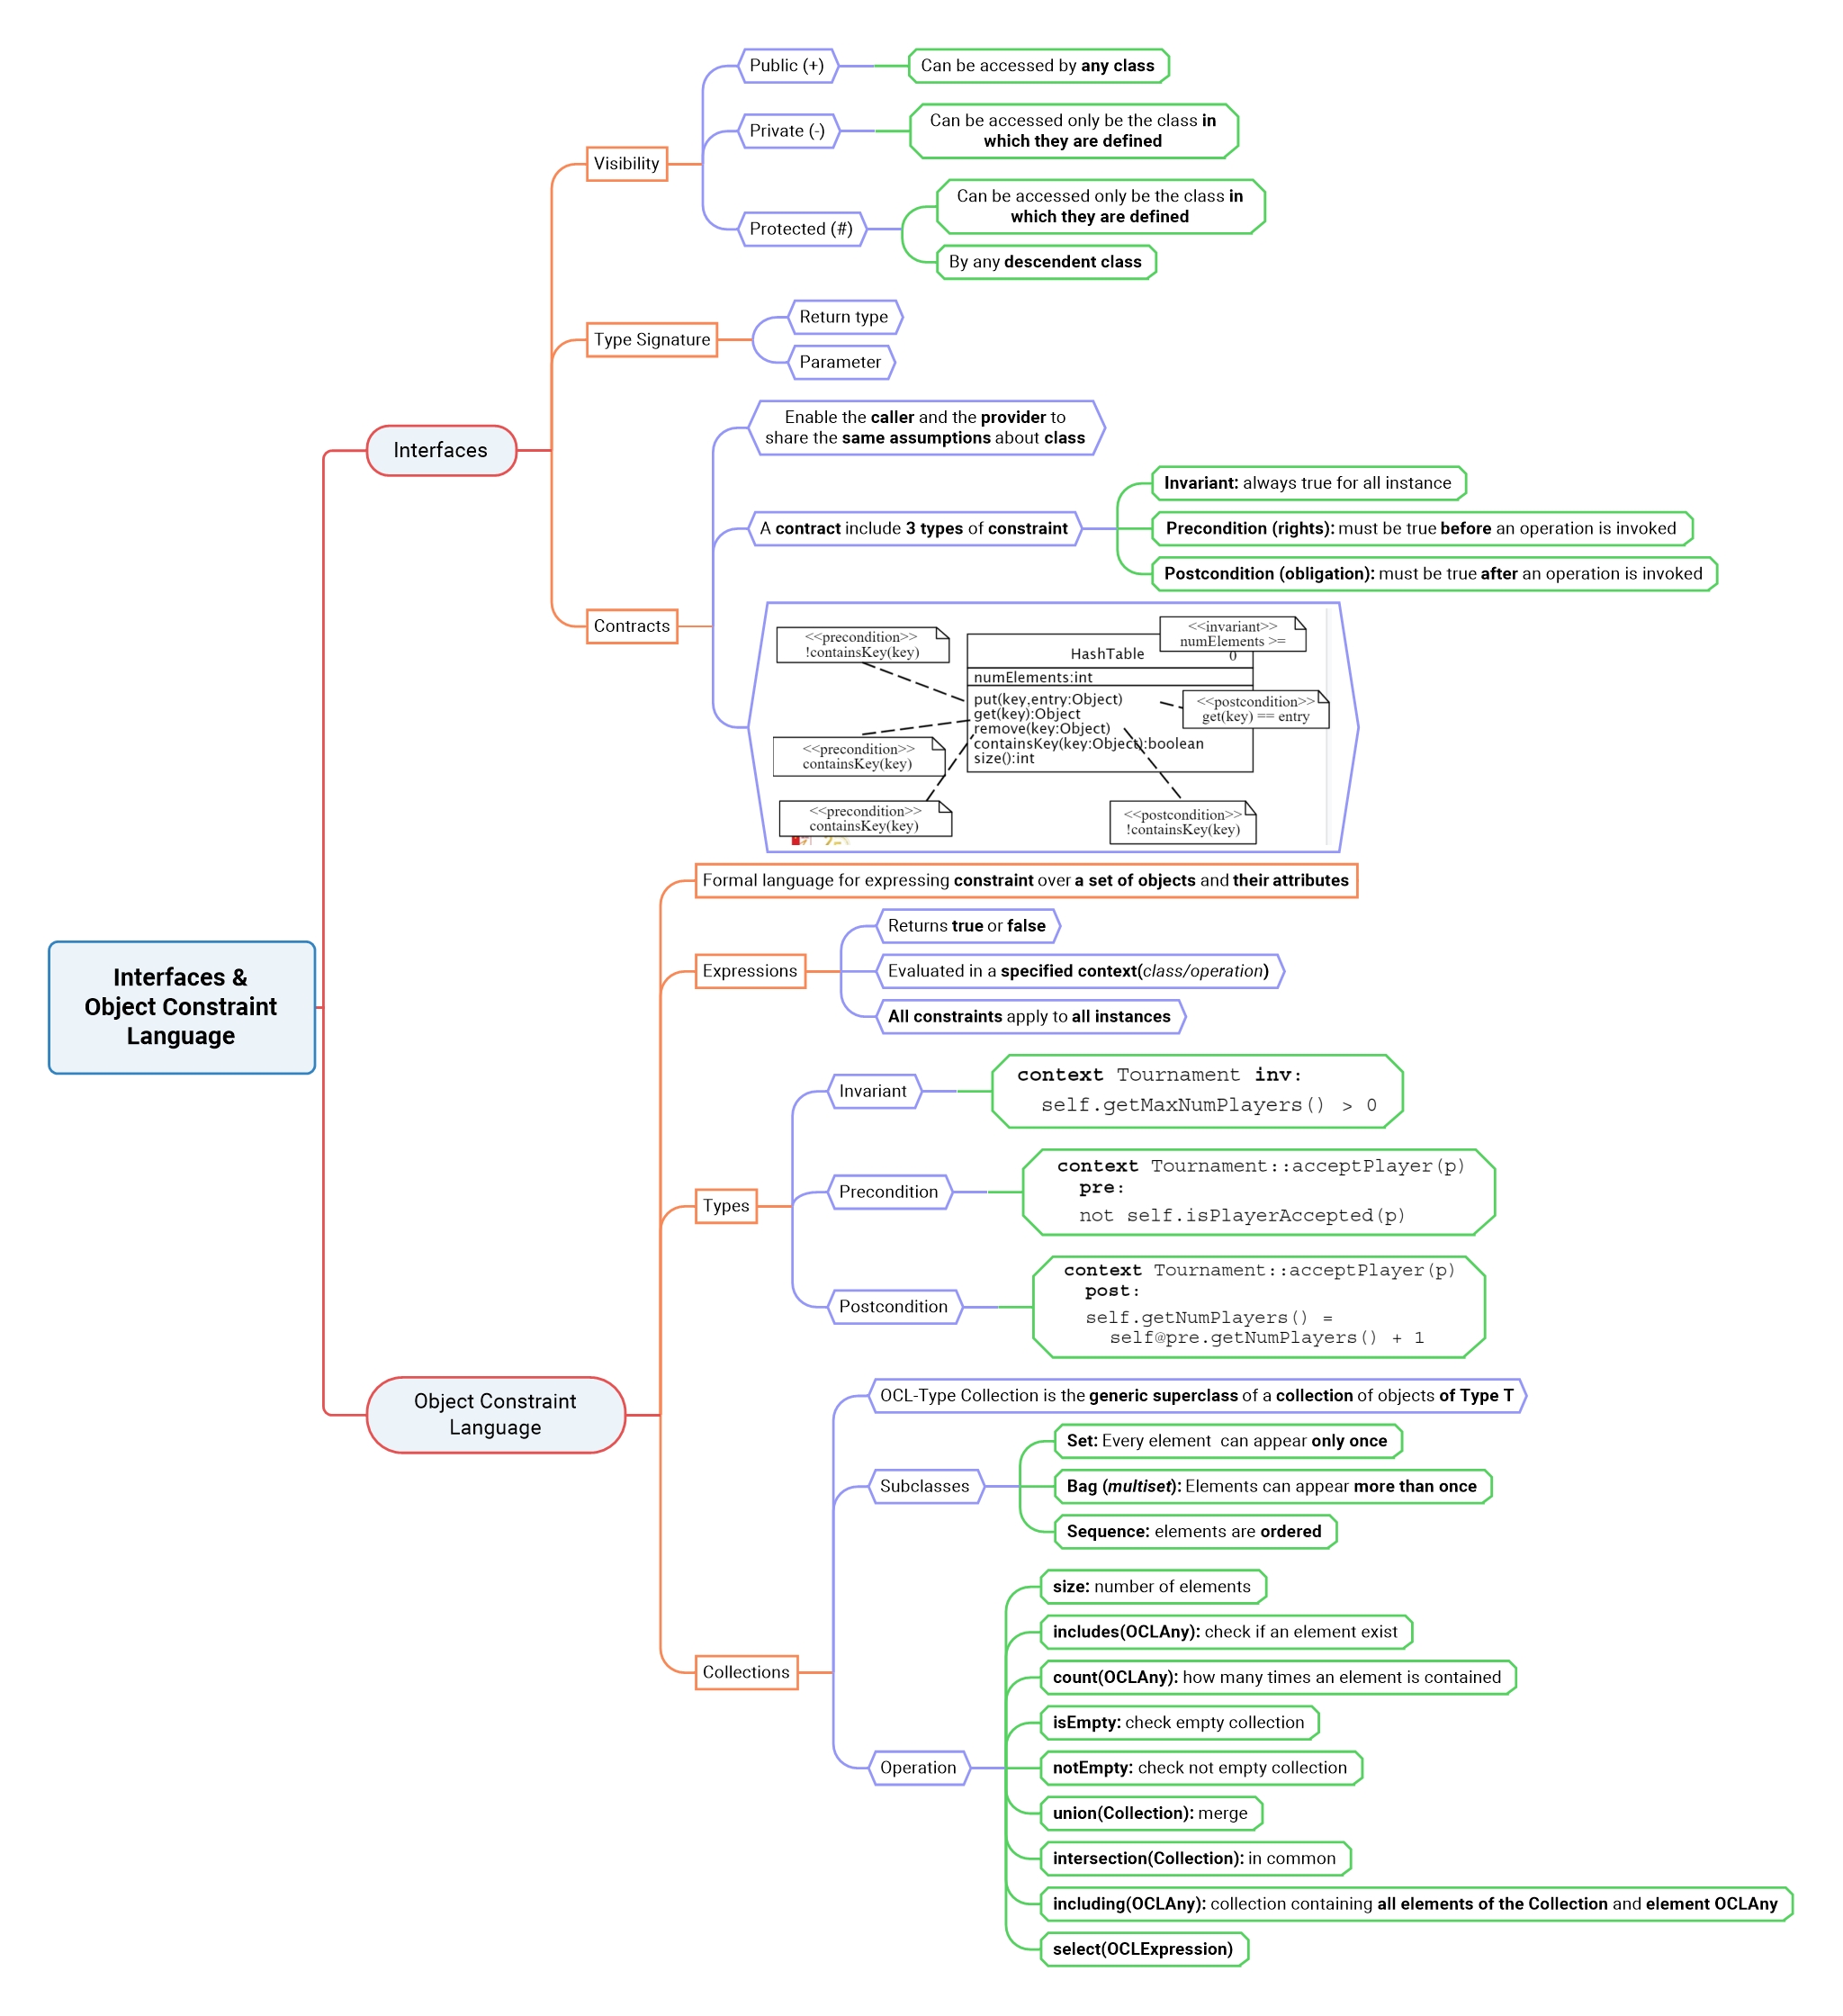 Public (+)
Can be accessed by any class
Private (-)
Can be accessed only be the class in
which they are defined
Visibility
Can be accessed only be the class in
which they are defined
Protected (#)
By any descendent class
Return type
Type Signature
Parameter
Enable the caller and the provider to
share the same assumptions about class
Interfaces
Invariant: always true for all instance
A contract include 3 types of constraint
Precondition (rights): must be true before an operation is invoked
Postcondition (obligation): must be true after an operation is invoked
Contracts
<<precondition>>
!containsKey(key)
<<invariant>>
numElements >=
0
HashTable
numElements:int
put(key,entry:Object)
get(key):Object
remove(key:Object)
containsKey(key:Object):boolean
size():int
<<postcondition>>
get(key) == entry
<<precondition>>
containsKey(key)
<<precondition>>
containsKey(key)
<<postcondition>>
!containsKey(key)
Formal language for expressing constraint over a set of objects and their attributes
Returns true or false
Expressions
Evaluated in a specified context(class/operation)
All constraints apply to all instances
Interfaces &
Object Constraint
Language
Invariant
context Tournament inv:
self.getMaxNumPlayers() > 0
Types
Precondition
context Tournament::acceptPlayer(p)
pre:
not self.isPlayerAccepted(p)
Postcondition
context Tournament::acceptPlayer(p)
post:
self.getNumPlayers() =
self@pre.getNumPlayers() + 1
Object Constraint
Language
OCL-Type Collection is the generic superclass of a collection of objects of Type T
Set: Every element  can appear only once
Subclasses
Bag (multiset): Elements can appear more than once
Sequence: elements are ordered
Collections
size: number of elements
includes(OCLAny): check if an element exist
count(OCLAny): how many times an element is contained
isEmpty: check empty collection
Operation
notEmpty: check not empty collection
union(Collection): merge
intersection(Collection): in common
including(OCLAny): collection containing all elements of the Collection and element OCLAny
select(OCLExpression)